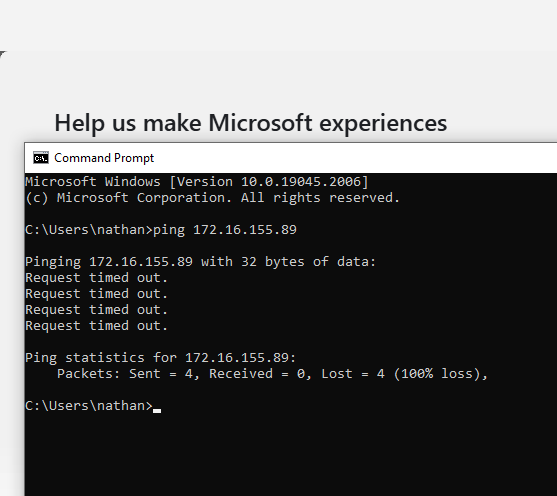 Help us make Microsoft experiences
Command Prompt
Microsoft Windows [Version 10.0.19045.2006]
(c) Microsoft Corporation. All rights reserved.
C:\Users\nathan>ping 172.16.155.89
Pinging 172.16.155.89 with 32 bytes of data:
Request timed out.
Request timed out.
Request timed out.
Request timed out.
Ping statistics for 172.16.155.89:
    Packets: Sent = 4, Received = 0, Lost = 4 (100% loss),
C:\Users\nathan>